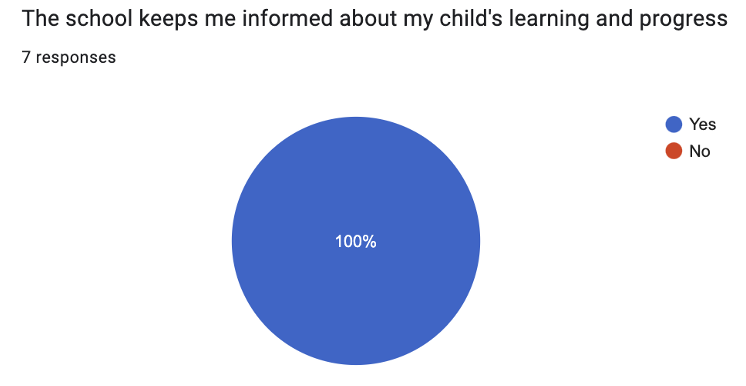 The school keeps me informed about my child's learning and progress
7 responses
Yes
No
100%